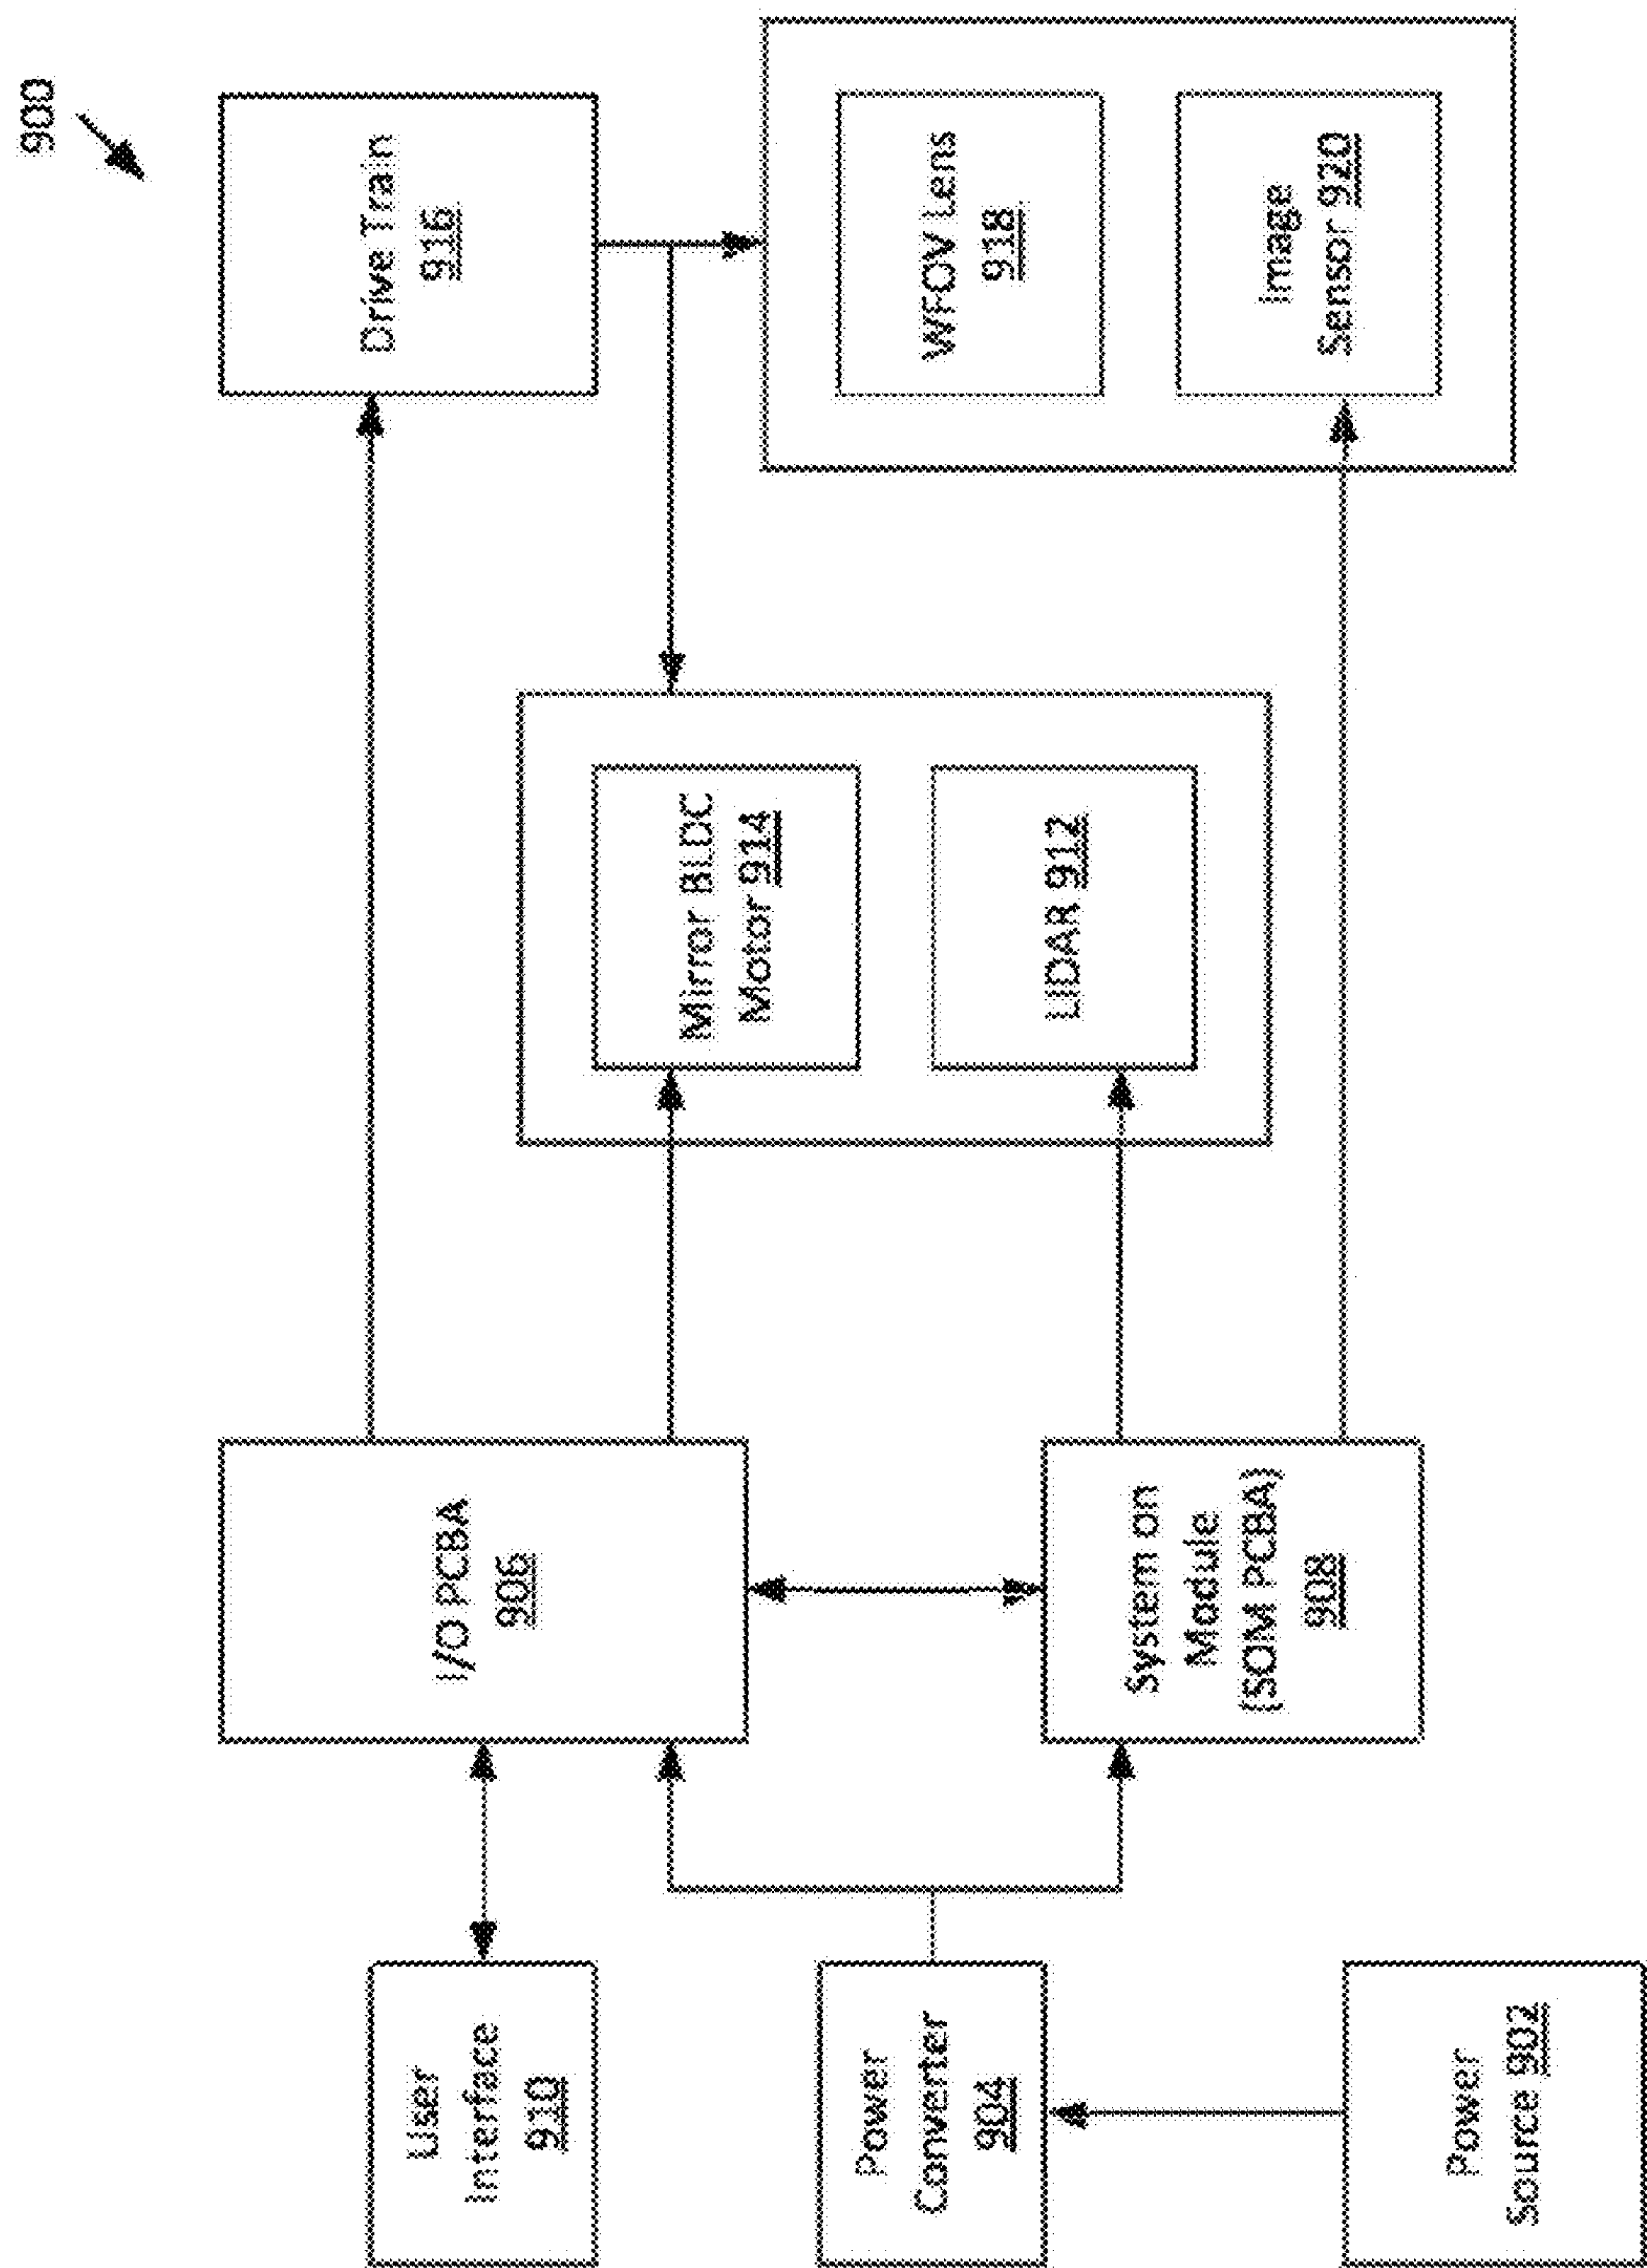 900
User
Interface
910
I/O PCBA
906
Drive Train
916
Power
Converter
904
Mirror BLDC
Motor 914
WFOV Lens
918
System on
Module
(SOM PCBA)
908
LIDAR 912
Image
Sensor 920
Power
Source 902